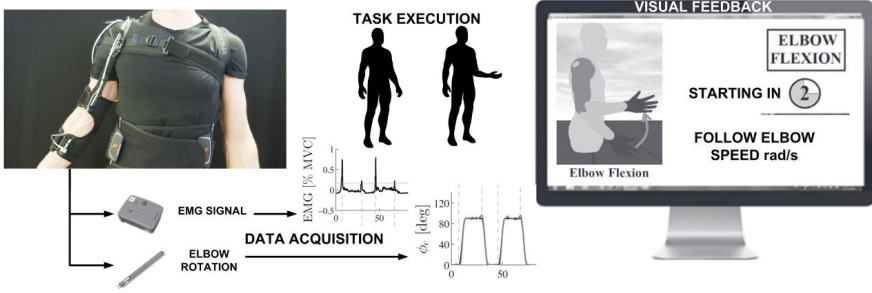 TASK EXECUTION
VISUAL FEEDBACK
ELBOW
FLEXION
STARTING IN 2
FOLLOW ELBOW
SPEED rad/s
Elbow Flexion
EMG [% MVC]
1
0.5
0
-0.5
0
50
EMG SIGNAL
DATA ACQUISITION
ELBOW
ROTATION
ϕe [deg]
120
80
40
0
0
50